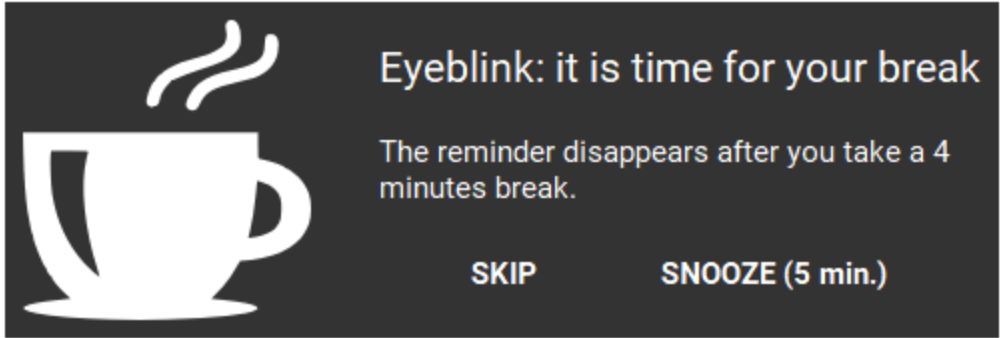 Eyeblink: it is time for your break
The reminder disappears after you take a 4
minutes break.
SKIP
SNOOZE (5 min.)